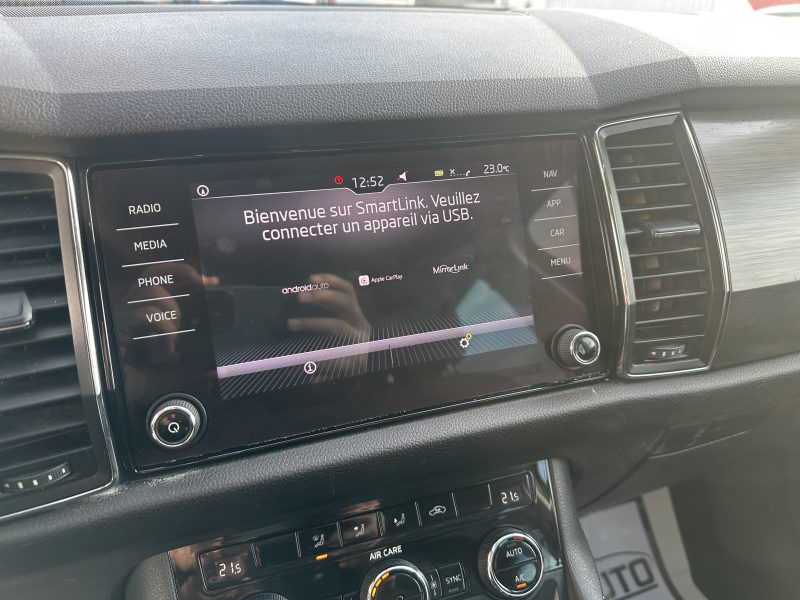 12:52
23.0°C
RADIO
MEDIA
PHONE
VOICE
Bienvenue sur SmartLink. Veuillez
connecter un appareil via USB.
androidauto
Apple CarPlay
MirrorLink
NAV
APP
CAR
MENU
21.5
21.5
AIR CARE
SYNC
AUTO
A/C
AUTO